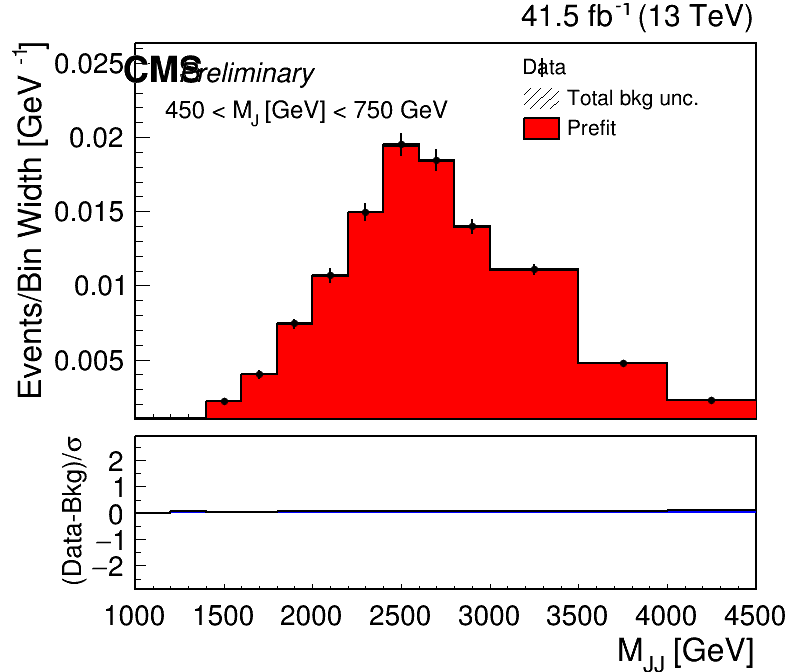 41.5 fb⁻¹ (13 TeV)
CMS Preliminary
450 < M_J [GeV] < 750 GeV
Data
Total bkg unc.
Prefit
Events/Bin Width [GeV⁻¹]
0.025
0.02
0.015
0.01
0.005
(Data-Bkg)/σ
2
1
0
−1
−2
1000 1500 2000 2500 3000 3500 4000 4500
M_JJ [GeV]